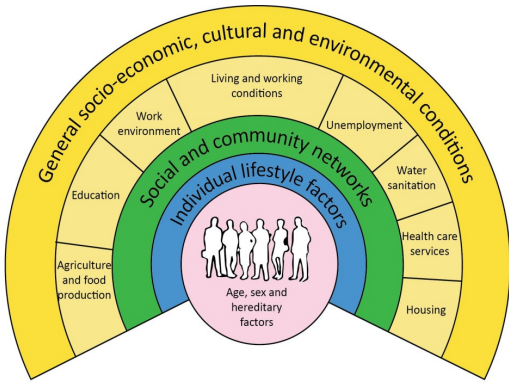 General socio-economic, cultural and environmental conditions
Living and working
conditions
Work
environment
Unemployment
Education
Water
sanitation
Agriculture
and food
production
Health care
services
Housing
Social and community networks
Individual lifestyle factors
Age, sex and
hereditary
factors